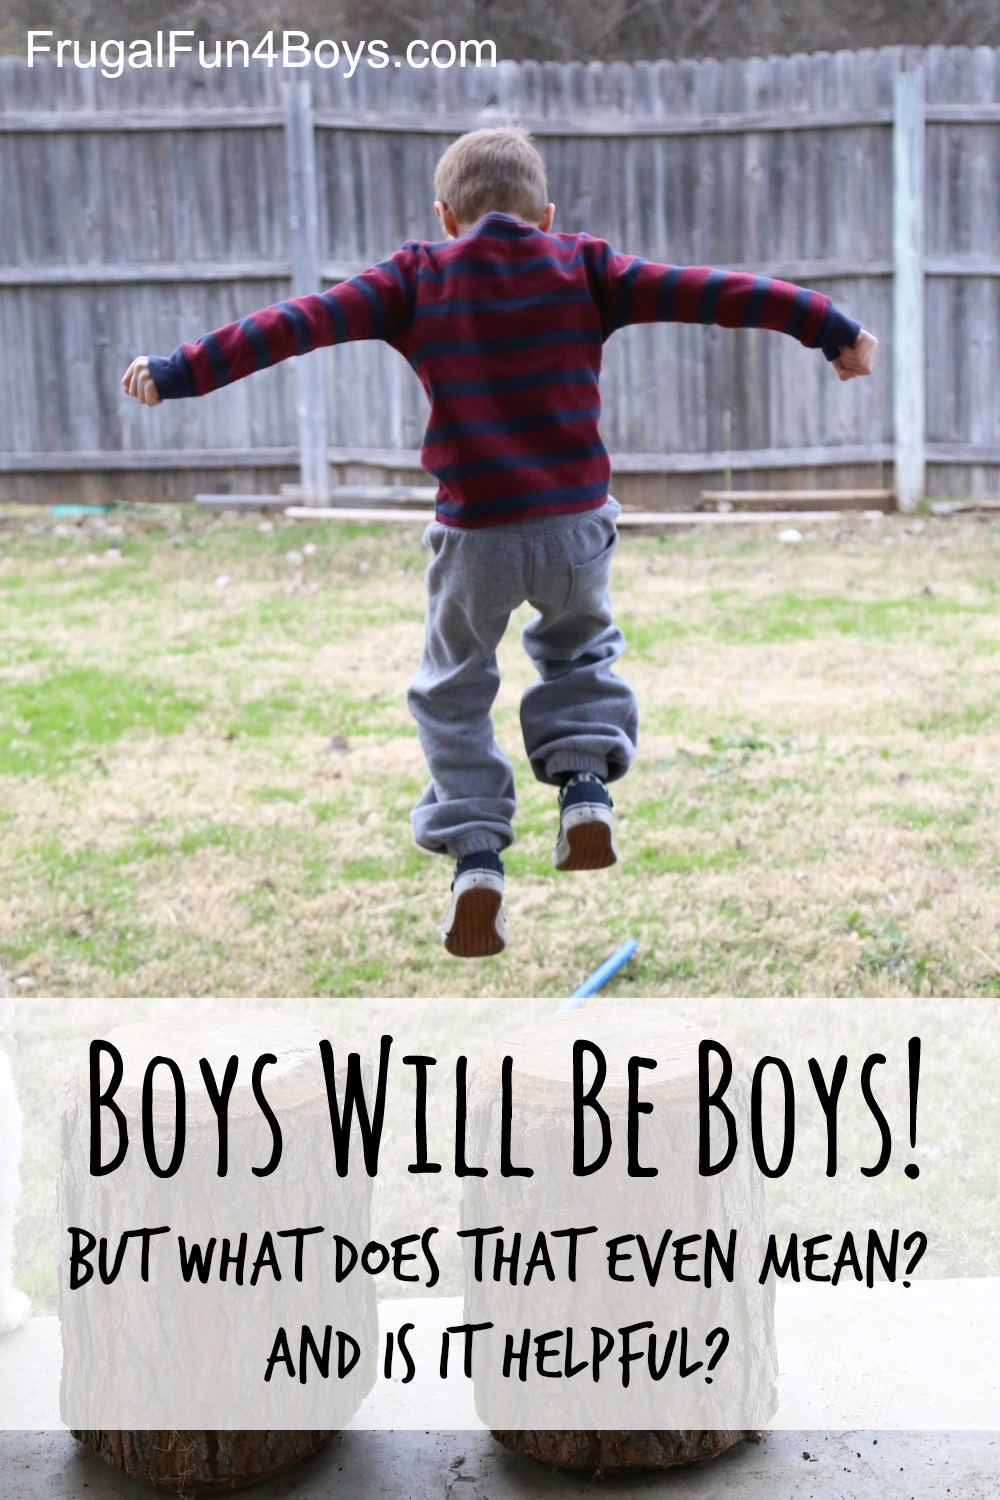 FrugalFun4Boys.com
Boys Will Be Boys!
But what does that even mean?
And is it helpful?